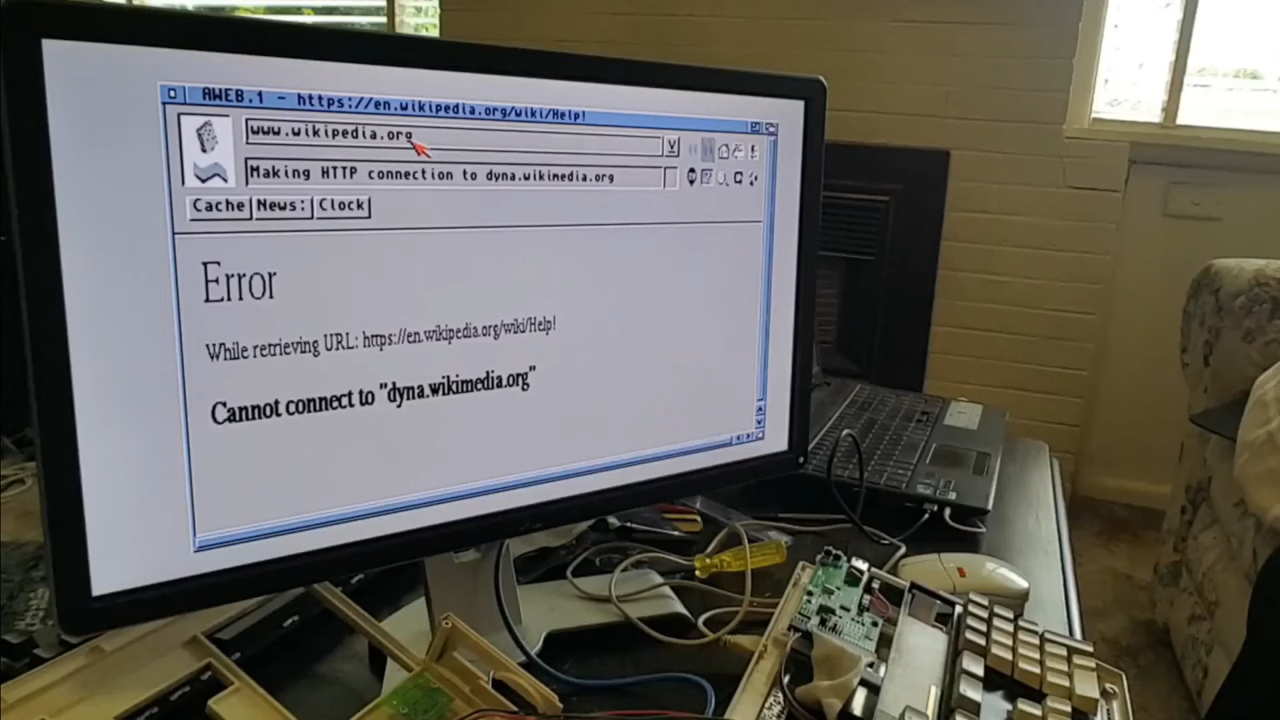 AWEB.1 - https://en.wikipedia.org/wiki/Help!
www.wikipedia.org
Making HTTP connection to dyna.wikimedia.org
Cache News: Clock
Error
While retrieving URL: https://en.wikipedia.org/wiki/Help!
Cannot connect to "dyna.wikimedia.org"